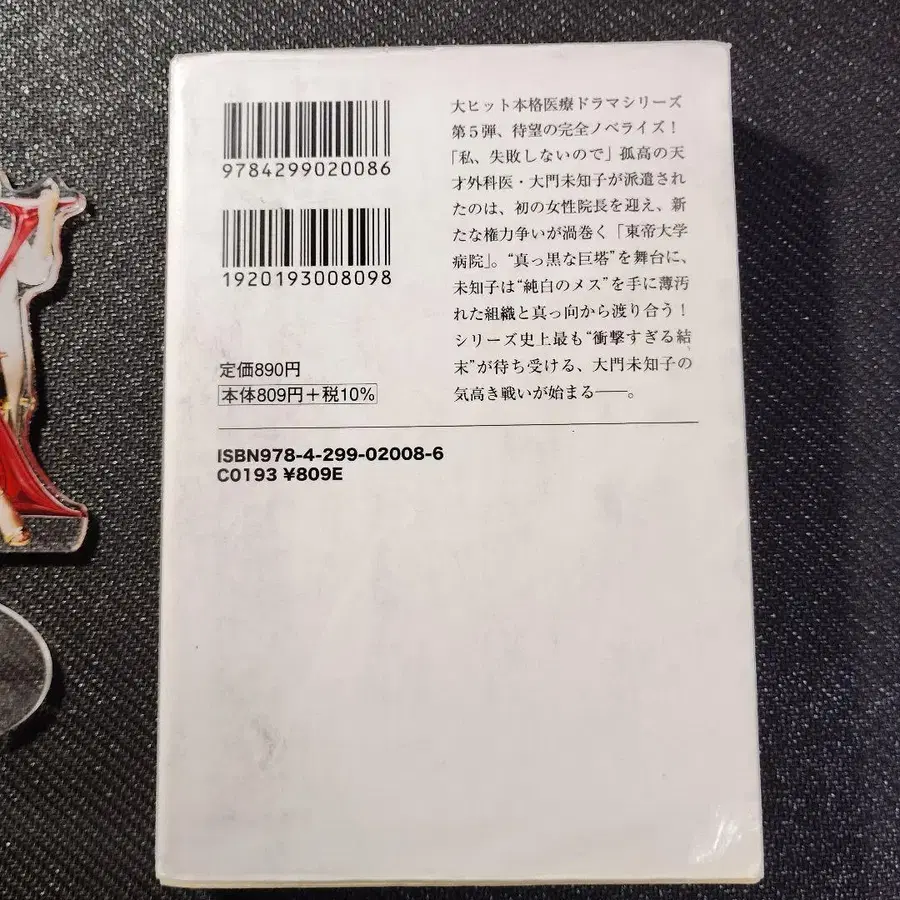 9784299020086
1920193008098
定価890円
本体809円+税10%
大ヒット本格医療ドラマシリーズ
第5弾、待望の完全ノベライズ!
「私、失敗しないので」孤高の天
才外科医・大門未知子が派遣され
たのは、初の女性院長を迎え、新
たな権力争いが渦巻く「東帝大学
病院」。“真っ黒な巨塔”を舞台に、
未知子は“純白のメス”を手に薄汚
れた組織と真っ向から渡り合う!
シリーズ史上最も“衝撃すぎる結
末”が待ち受ける、大門未知子の
気高き戦いが始まる──。
ISBN978-4-299-02008-6
C0193 ¥809E